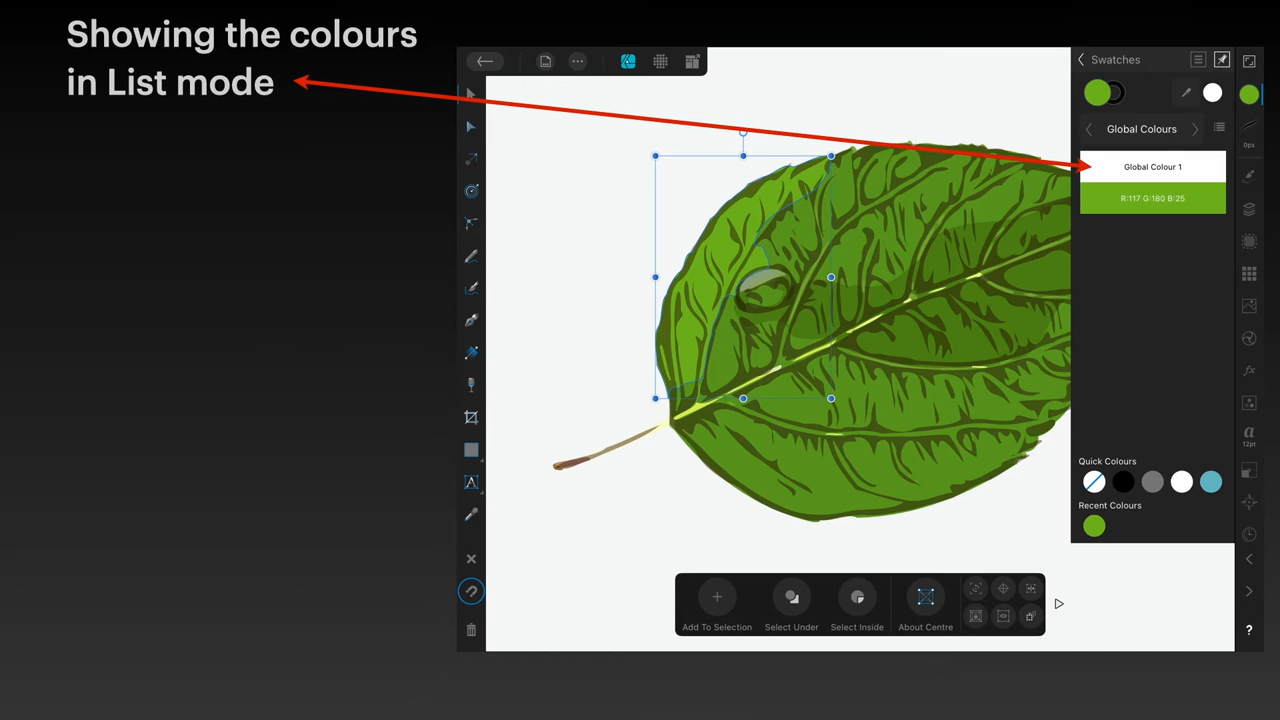 Showing the colours
in List mode
Swatches
0px
Global Colours
Global Colour 1
R:117 G:180 B:25
a
12pt
fx
Quick Colours
Recent Colours
A
Add To Selection
Select Under
Select Inside
About Centre
?